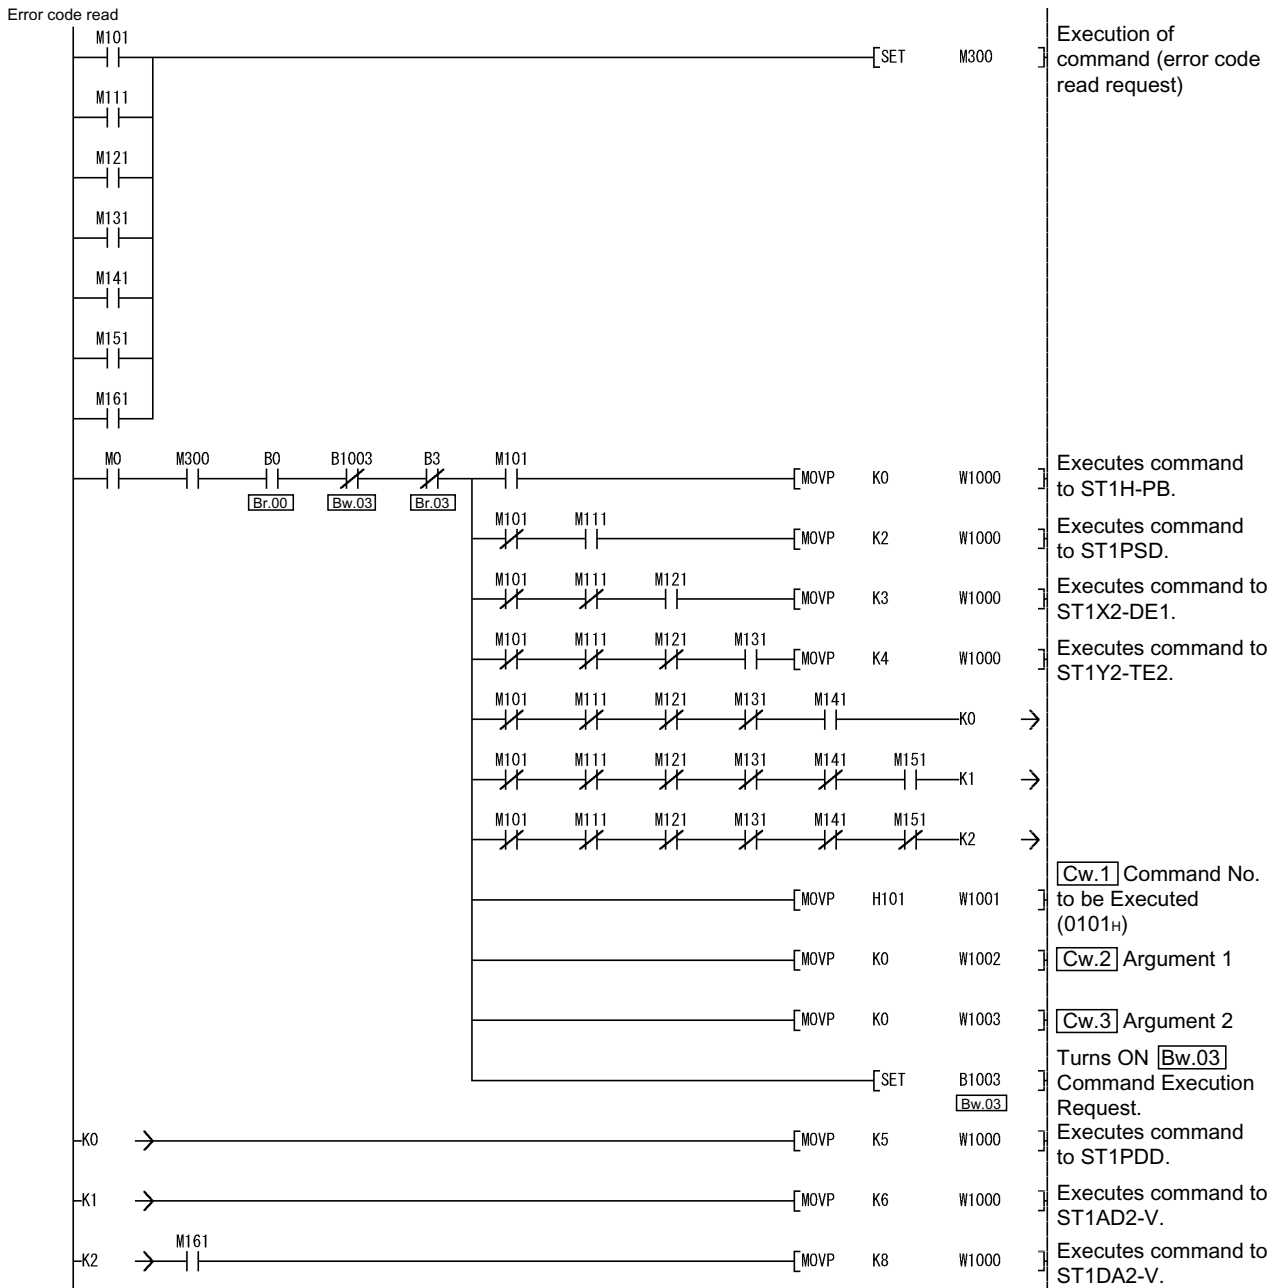 Error code read
M101
[SET M300 ]
Execution of
command (error code
read request)
M111
M121
M131
M141
M151
M161
M0 M300 B0 B1003 B3 M101
[MOVP K0 W1000 ]
Br.00 Bw.03 Br.03
Executes command
to ST1H-PB.
M101 M111
[MOVP K2 W1000 ]
Executes command
to ST1PSD.
M101 M111 M121
[MOVP K3 W1000 ]
Executes command to
ST1X2-DE1.
M101 M111 M121 M131
[MOVP K4 W1000 ]
Executes command to
ST1Y2-TE2.
M101 M111 M121 M131 M141
K0
M101 M111 M121 M131 M141 M151
K1
M101 M111 M121 M131 M141 M151
K2
[MOVP H101 W1001 ]
Cw.1 Command No.
to be Executed
(0101H)
[MOVP K0 W1002 ]
Cw.2 Argument 1
[MOVP K0 W1003 ]
Cw.3 Argument 2
[SET B1003 ]
Bw.03
Turns ON Bw.03
Command Execution
Request.
K0 [MOVP K5 W1000 ]
Executes command
to ST1PDD.
K1 [MOVP K6 W1000 ]
Executes command to
ST1AD2-V.
M161
K2 [MOVP K8 W1000 ]
Executes command to
ST1DA2-V.